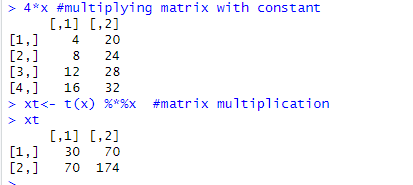 > 4*x #multiplying matrix with constant
     [,1] [,2]
[1,]    4   20
[2,]    8   24
[3,]   12   28
[4,]   16   32
> xt<- t(x) %*%x  #matrix multiplication
> xt
     [,1] [,2]
[1,]   30   70
[2,]   70  174
>